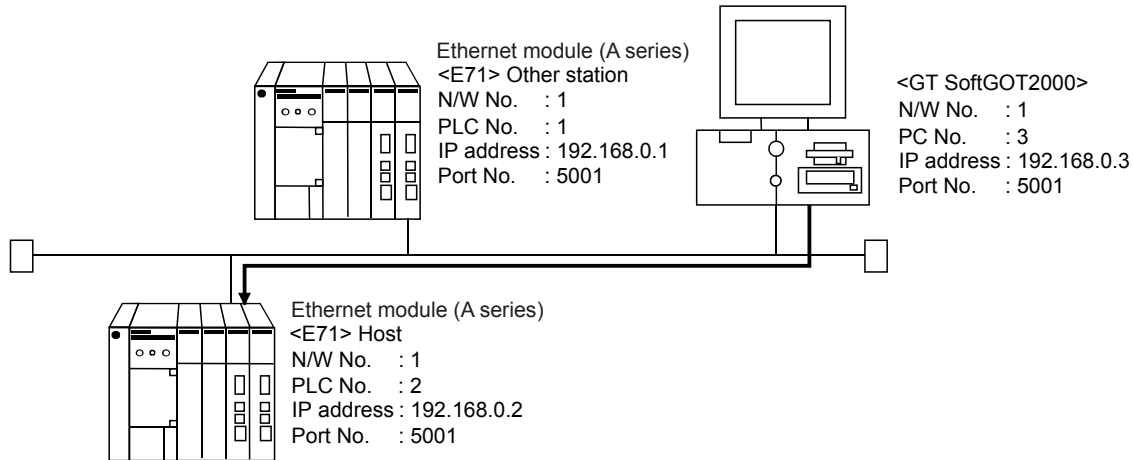 Ethernet module (A series)
<E71> Other station
N/W No. : 1
PLC No. : 1
IP address : 192.168.0.1
Port No. : 5001
<GT SoftGOT2000>
N/W No. : 1
PC No. : 3
IP address : 192.168.0.3
Port No. : 5001
Ethernet module (A series)
<E71> Host
N/W No. : 1
PLC No. : 2
IP address : 192.168.0.2
Port No. : 5001